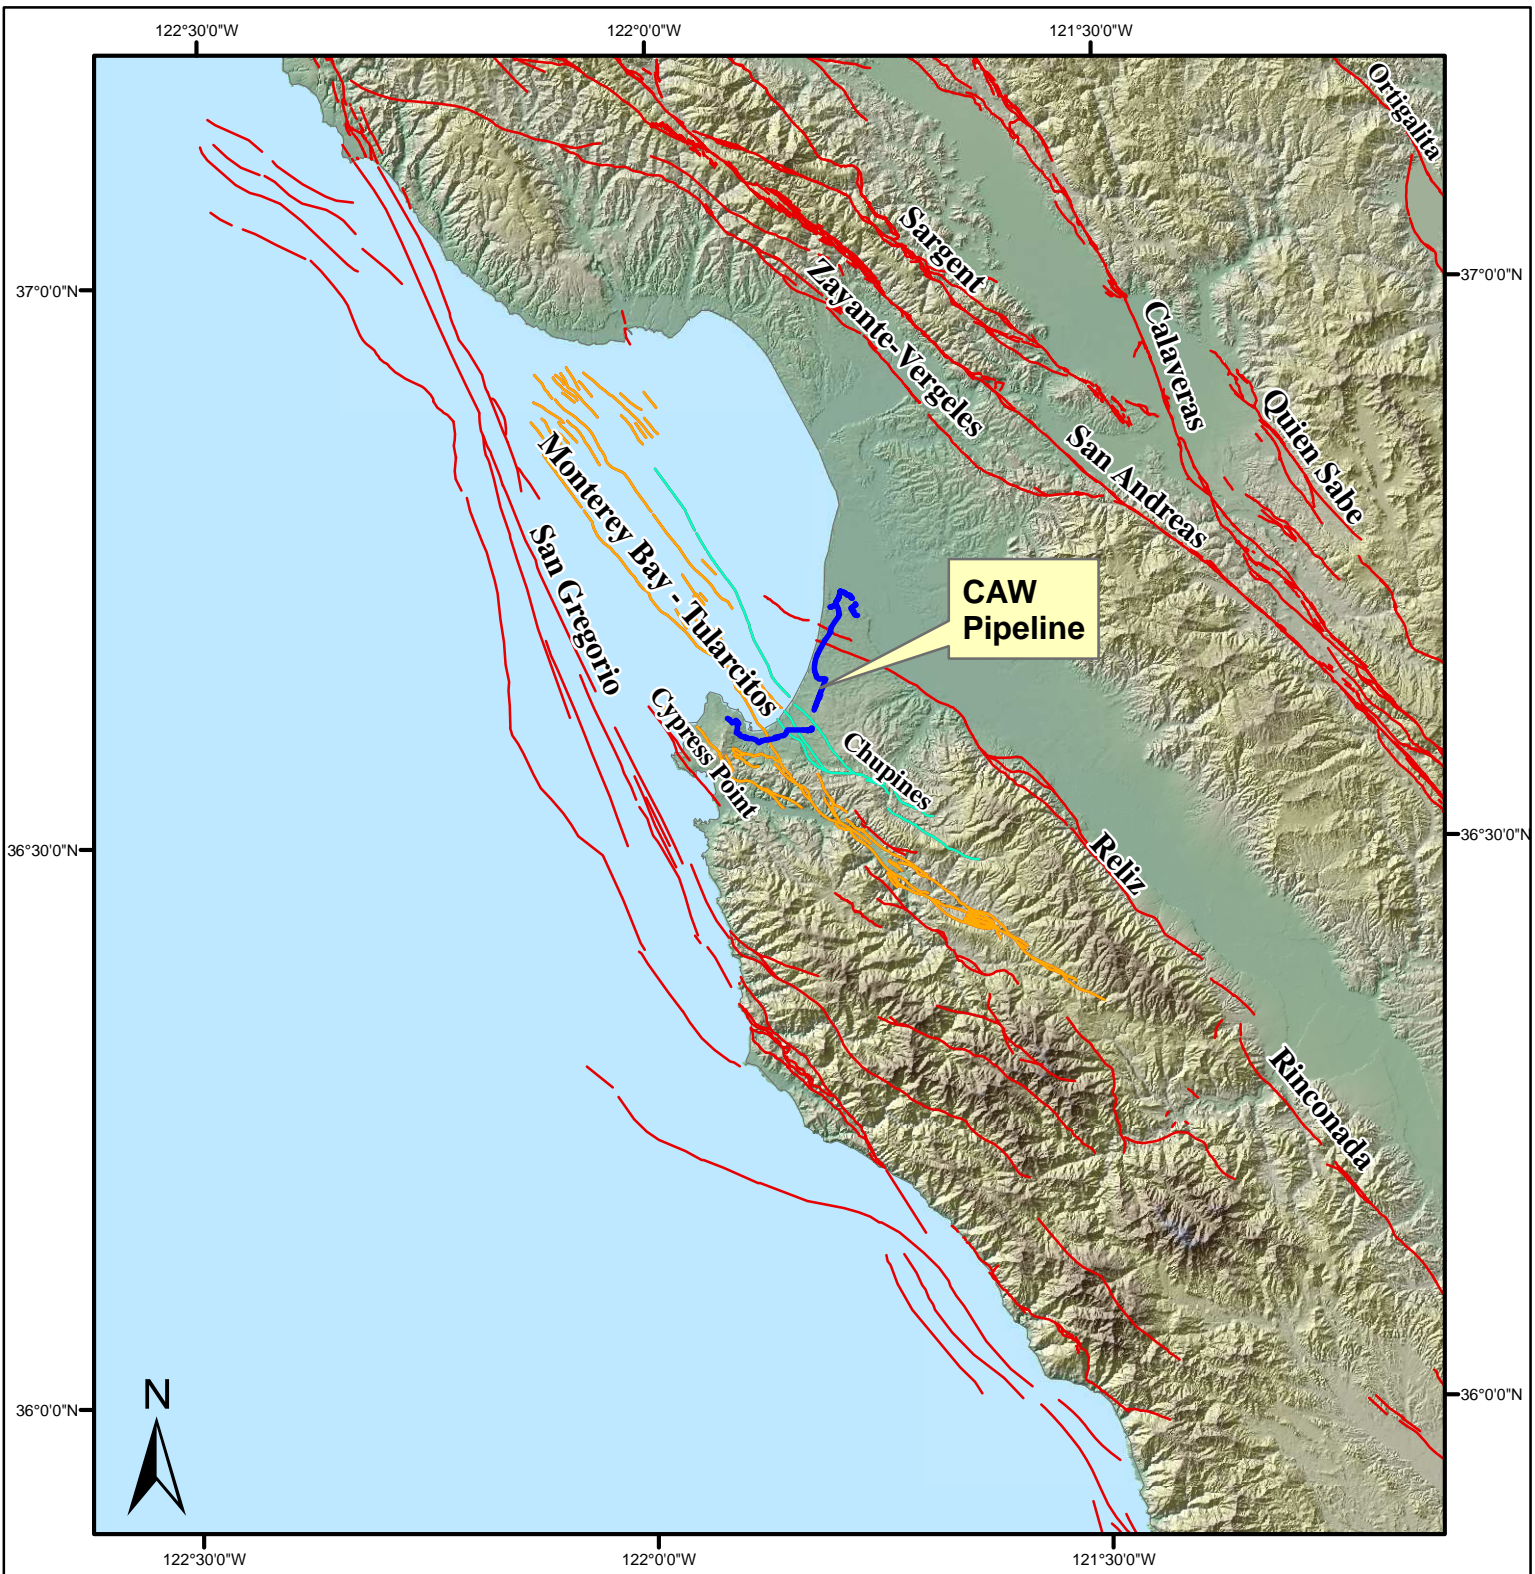 122°30'0"W
122°0'0"W
121°30'0"W
Ortigalita
Sargent
37°0'0"N
37°0'0"N
Zayante-Vergeles
Calaveras
Quien Sabe
San Andreas
Monterey Bay - Tularcitos
San Gregorio
CAW
Pipeline
Cypress Point
Chupines
36°30'0"N
36°30'0"N
Reliz
Rinconada
N
36°0'0"N
36°0'0"N
122°30'0"W
122°0'0"W
121°30'0"W